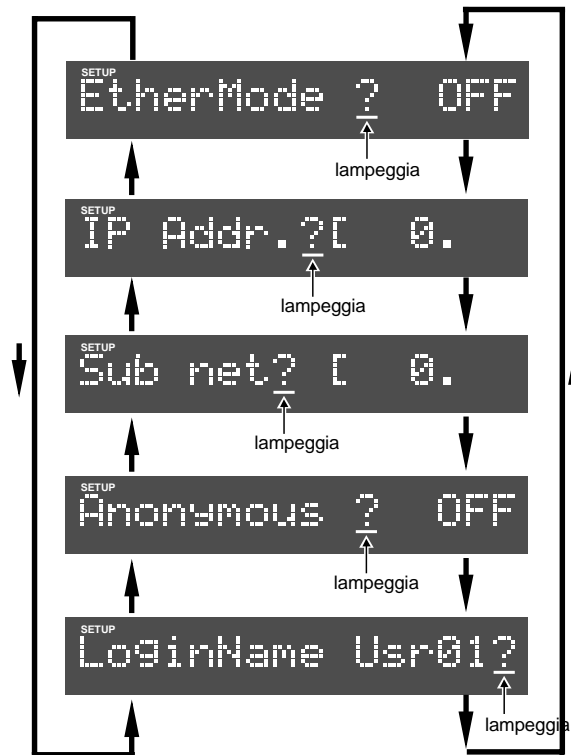 SETUP
EtherMode ? OFF
lampeggia
SETUP
IP Addr.?[ 0.
lampeggia
SETUP
Sub net? [ 0.
lampeggia
SETUP
Anonymous ? OFF
lampeggia
SETUP
LoginName Usr01?
lampeggia